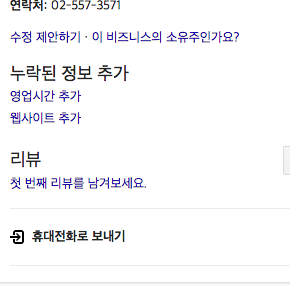 연락처: 02-557-3571
수정 제안하기 · 이 비즈니스의 소유주인가요?
누락된 정보 추가
영업시간 추가
웹사이트 추가
리뷰
첫 번째 리뷰를 남겨보세요.
휴대전화로 보내기